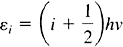 εᵢ = (i + 1/2)hν